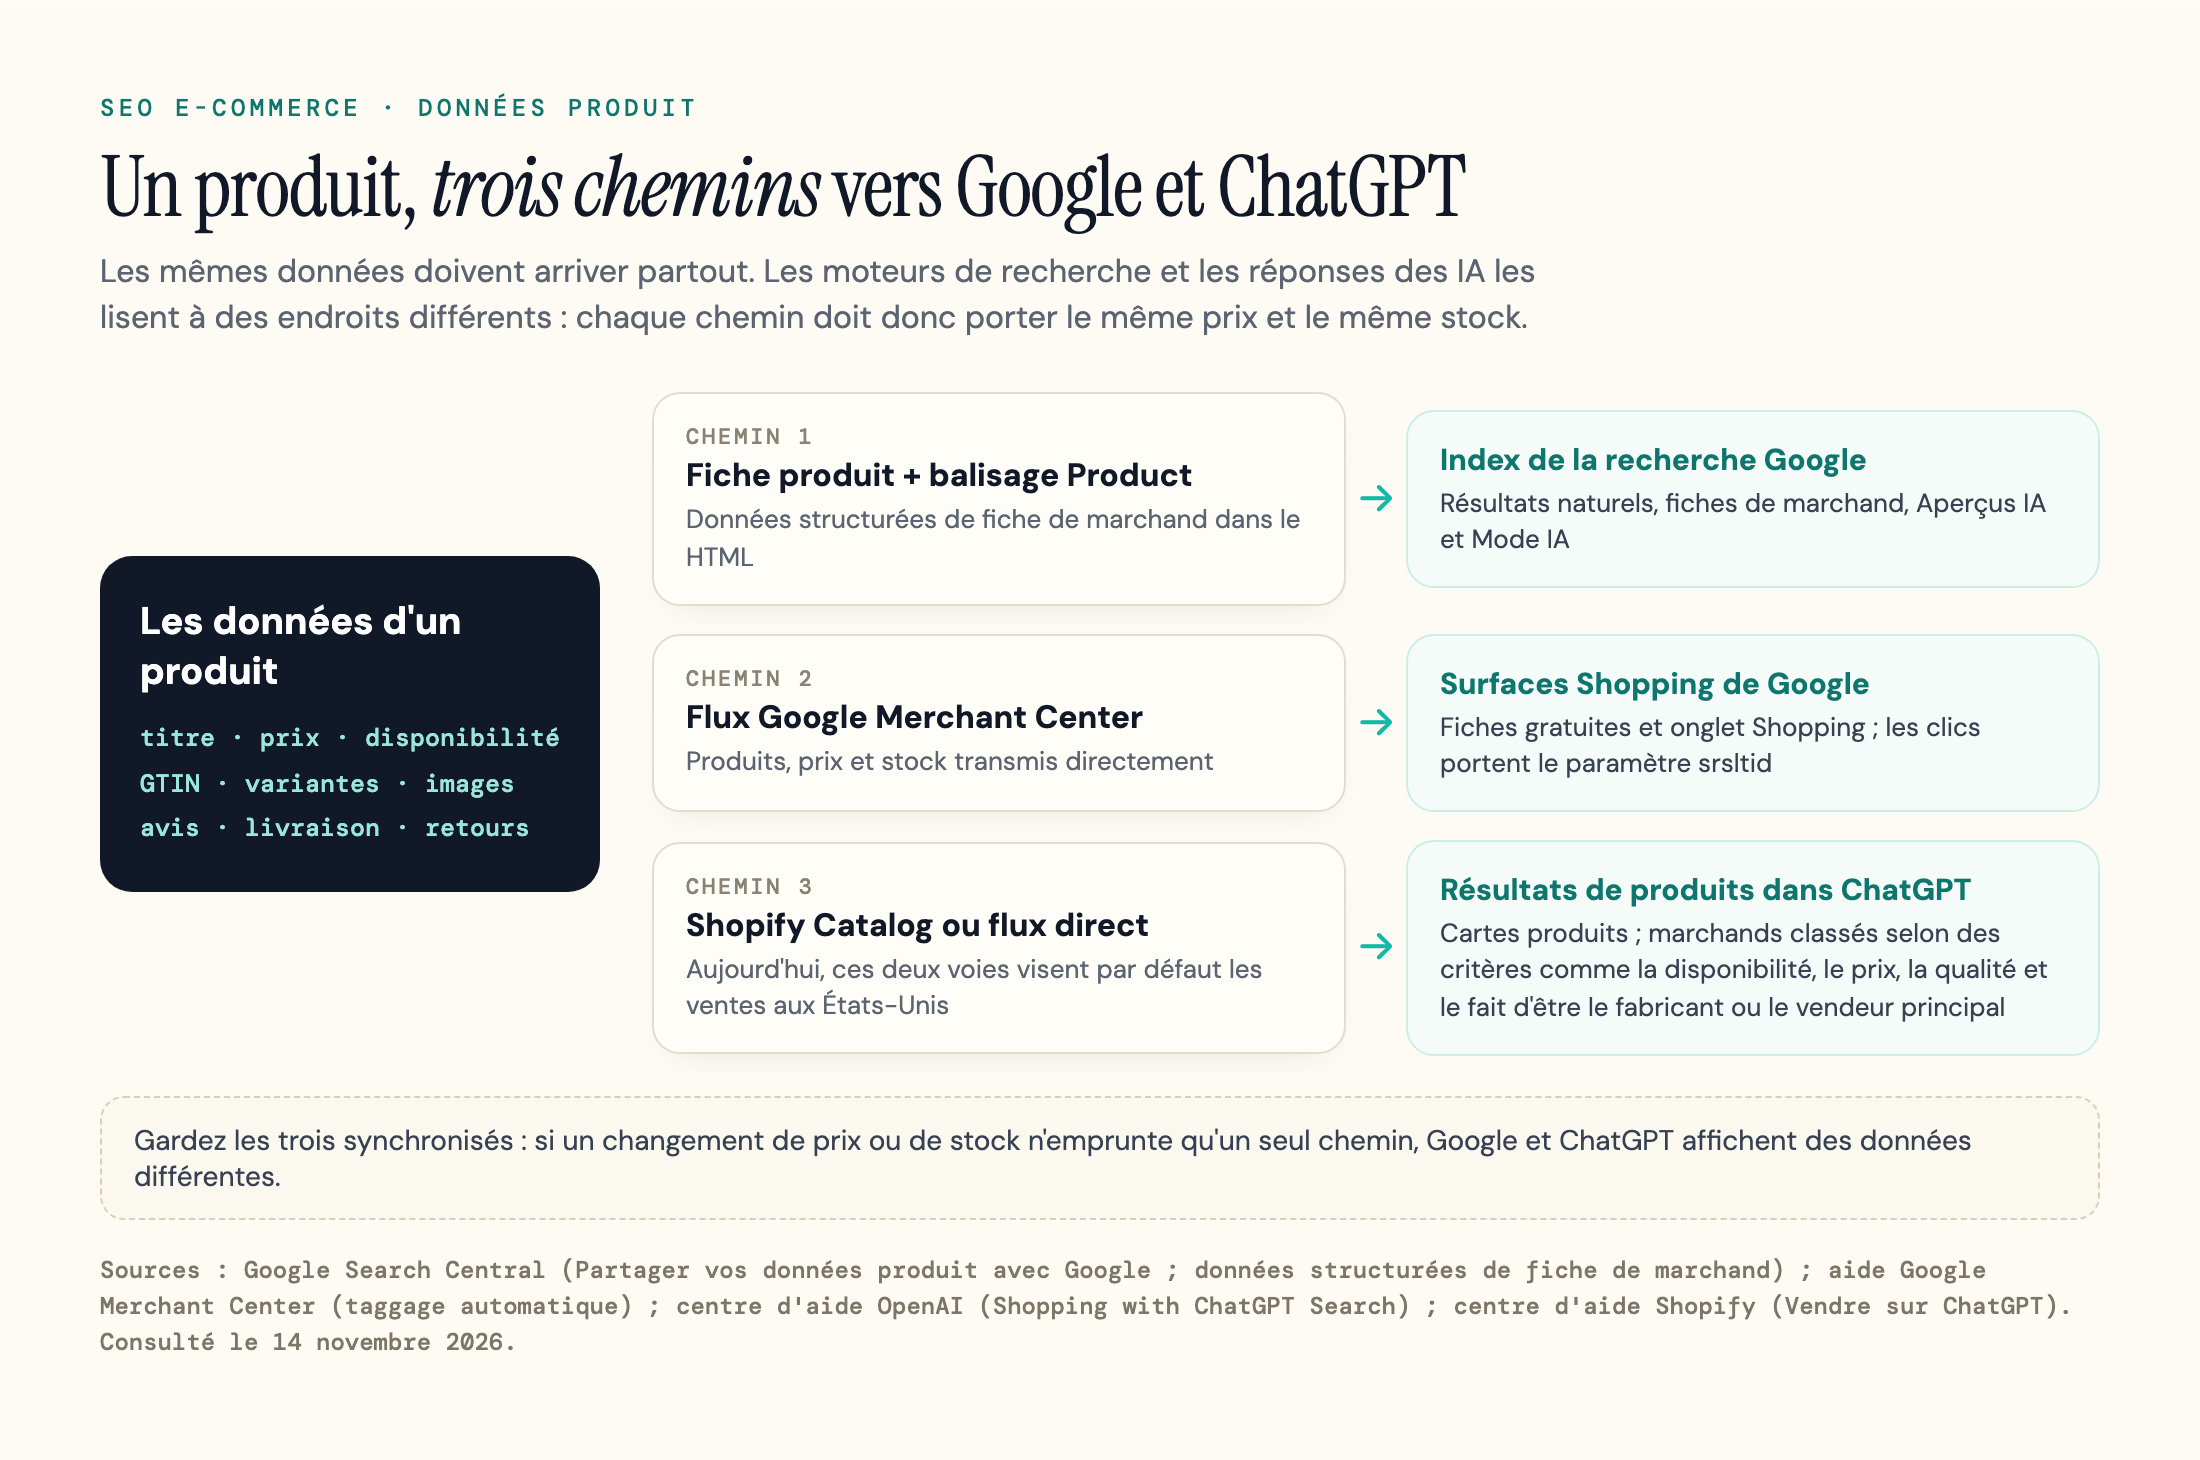 SEO E-COMMERCE · DONNÉES PRODUIT
Un produit, trois chemins vers Google et ChatGPT
Les mêmes données doivent arriver partout. Les moteurs de recherche et les réponses des IA les
lisent à des endroits différents : chaque chemin doit donc porter le même prix et le même stock.
Les données d'un
produit
titre · prix · disponibilité
GTIN · variantes · images
avis · livraison · retours
CHEMIN 1
Fiche produit + balisage Product
Données structurées de fiche de marchand dans le
HTML
Index de la recherche Google
Résultats naturels, fiches de marchand, Aperçus IA
et Mode IA
CHEMIN 2
Flux Google Merchant Center
Produits, prix et stock transmis directement
Surfaces Shopping de Google
Fiches gratuites et onglet Shopping ; les clics
portent le paramètre srsltid
CHEMIN 3
Shopify Catalog ou flux direct
Aujourd'hui, ces deux voies visent par défaut les
ventes aux États-Unis
Résultats de produits dans ChatGPT
Cartes produits ; marchands classés selon des
critères comme la disponibilité, le prix, la qualité et
le fait d'être le fabricant ou le vendeur principal
Gardez les trois synchronisés : si un changement de prix ou de stock n'emprunte qu'un seul chemin, Google et ChatGPT affichent des données
différentes.
Sources : Google Search Central (Partager vos données produit avec Google ; données structurées de fiche de marchand) ; aide Google
Merchant Center (taggage automatique) ; centre d'aide OpenAI (Shopping with ChatGPT Search) ; centre d'aide Shopify (Vendre sur ChatGPT).
Consulté le 14 novembre 2026.